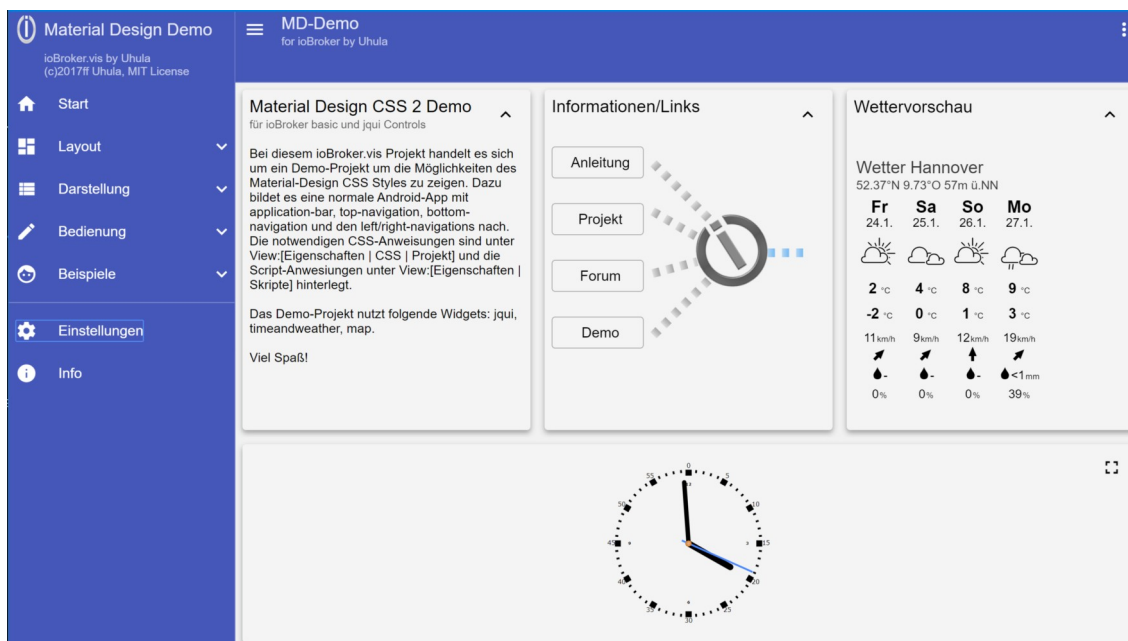 Material Design Demo
ioBroker.vis by Uhula
(c)2017ff Uhula, MIT License
Start
Layout
Darstellung
Bedienung
Beispiele
Einstellungen
Info
MD-Demo
for ioBroker by Uhula
Material Design CSS 2 Demo
für ioBroker basic und jqui Controls
Bei diesem ioBroker.vis Projekt handelt es sich
um ein Demo-Projekt um die Möglichkeiten des
Material-Design CSS Styles zu zeigen. Dazu
bildet es eine normale Android-App mit
application-bar, top-navigation, bottom-
navigation und den left/right-navigations nach.
Die notwendigen CSS-Anweisungen sind unter
View:[Eigenschaften | CSS | Projekt] und die
Script-Anwesiungen unter View:[Eigenschaften |
Skripte] hinterlegt.
Das Demo-Projekt nutzt folgende Widgets: jqui,
timeandweather, map.
Viel Spaß!
Informationen/Links
Anleitung
Projekt
Forum
Demo
Wettervorschau
Wetter Hannover
52.37°N 9.73°O 57m ü.NN
Fr Sa So Mo
24.1. 25.1. 26.1. 27.1.
2 °C 4 °C 8 °C 9 °C
-2 °C 0 °C 1 °C 3 °C
11km/h 9km/h 12km/h 19km/h
- - - <1mm
0% 0% 0% 39%
0
55 5
50 10
45 3 15
40 20
35 6 25
30